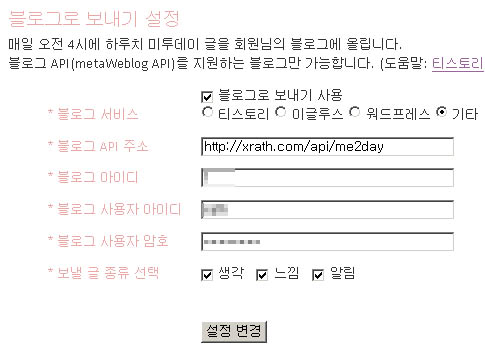 블로그로 보내기 설정
매일 오전 4시에 하루치 미투데이 글을 회원님의 블로그에 올립니다.
블로그 API(metaWeblog API)를 지원하는 블로그만 가능합니다. (도움말: 티스토리
블로그로 보내기 사용
* 블로그 서비스 티스토리 이글루스 워드프레스 기타
* 블로그 API 주소 http://xrath.com/api/me2day
* 블로그 아이디
* 블로그 사용자 아이디
* 블로그 사용자 암호
* 보낼 글 종류 선택 생각 느낌 알림
설정 변경